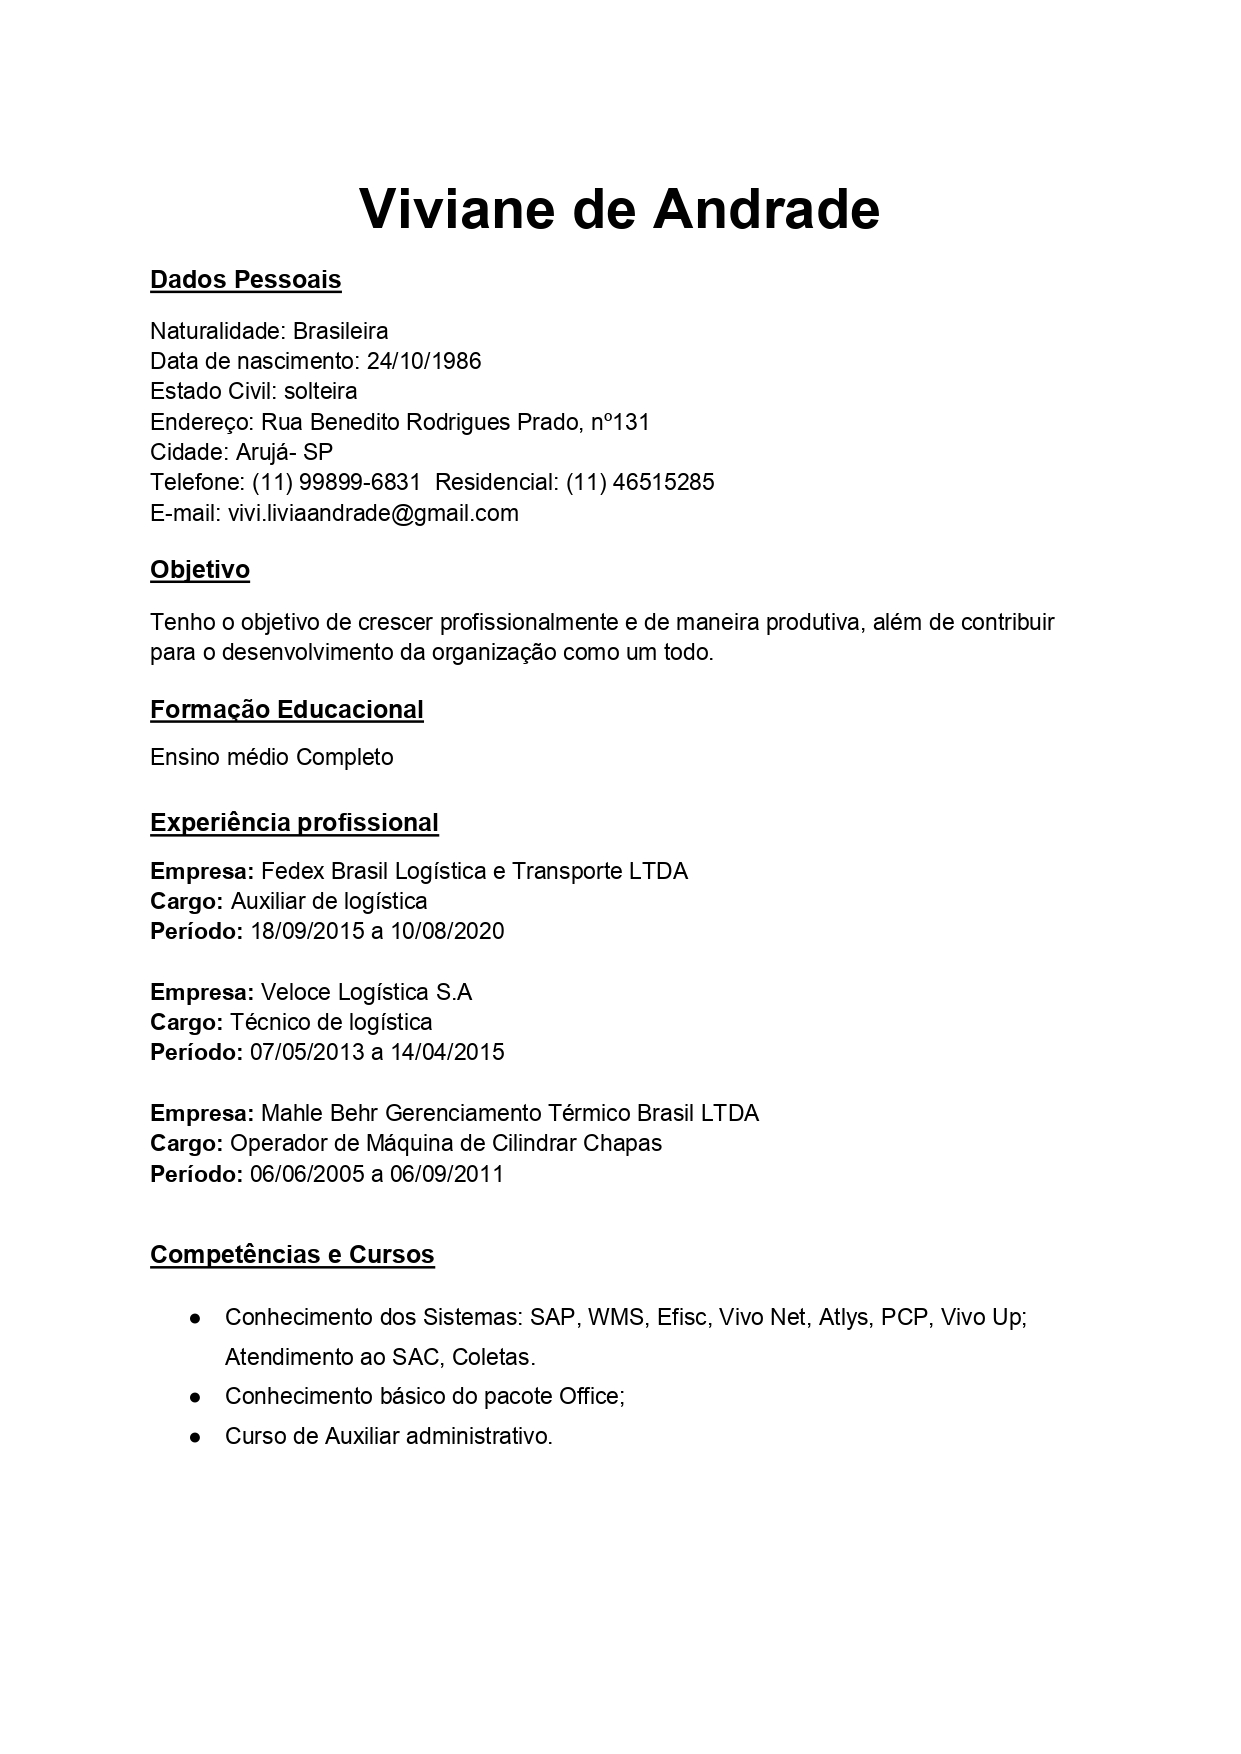 Viviane de Andrade
Dados Pessoais
Naturalidade: Brasileira
Data de nascimento: 24/10/1986
Estado Civil: solteira
Endereço: Rua Benedito Rodrigues Prado, nº131
Cidade: Arujá- SP
Telefone: (11) 99899-6831  Residencial: (11) 46515285
E-mail: vivi.liviaandrade@gmail.com
Objetivo
Tenho o objetivo de crescer profissionalmente e de maneira produtiva, além de contribuir
para o desenvolvimento da organização como um todo.
Formação Educacional
Ensino médio Completo
Experiência profissional
Empresa: Fedex Brasil Logística e Transporte LTDA
Cargo: Auxiliar de logística
Período: 18/09/2015 a 10/08/2020
Empresa: Veloce Logística S.A
Cargo: Técnico de logística
Período: 07/05/2013 a 14/04/2015
Empresa: Mahle Behr Gerenciamento Térmico Brasil LTDA
Cargo: Operador de Máquina de Cilindrar Chapas
Período: 06/06/2005 a 06/09/2011
Competências e Cursos
● Conhecimento dos Sistemas: SAP, WMS, Efisc, Vivo Net, Atlys, PCP, Vivo Up;
Atendimento ao SAC, Coletas.
● Conhecimento básico do pacote Office;
● Curso de Auxiliar administrativo.